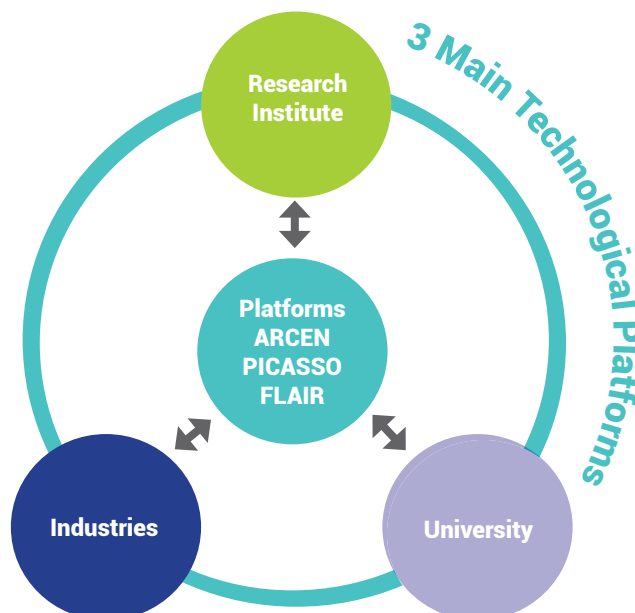 3 Main Technological Platforms
Research
Institute
Platforms
ARCEN
PICASSO
FLAIR
Industries
University